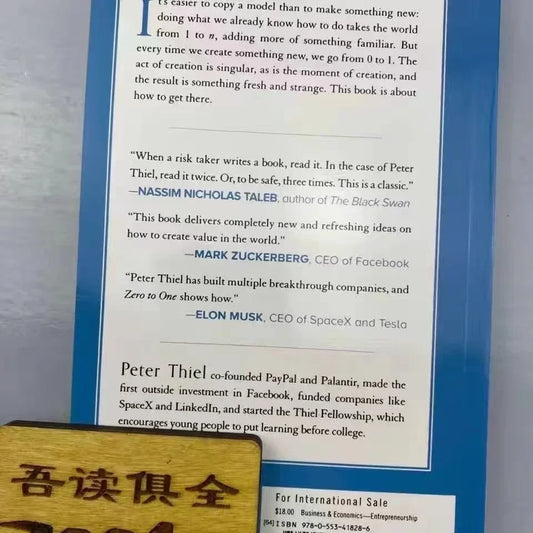 It's easier to copy a model than to make something new:
doing what we already know how to do takes the world
from 1 to n, adding more of something familiar. But
every time we create something new, we go from 0 to 1. The
act of creation is singular, as is the moment of creation, and
the result is something fresh and strange. This book is about
how to get there.
“When a risk taker writes a book, read it. In the case of Peter
Thiel, read it twice. Or, to be safe, three times. This is a classic.”
—NASSIM NICHOLAS TALEB, author of The Black Swan
“This book delivers completely new and refreshing ideas on
how to create value in the world.”
—MARK ZUCKERBERG, CEO of Facebook
“Peter Thiel has built multiple breakthrough companies, and
Zero to One shows how.”
—ELON MUSK, CEO of SpaceX and Tesla
Peter Thiel co-founded PayPal and Palantir, made the
first outside investment in Facebook, funded companies like
SpaceX and LinkedIn, and started the Thiel Fellowship, which
encourages young people to put learning before college.
吾读俱全
For International Sale
$18.00 Business & Economics—Entrepreneurship
[64] ISBN 978-0-553-41828-6